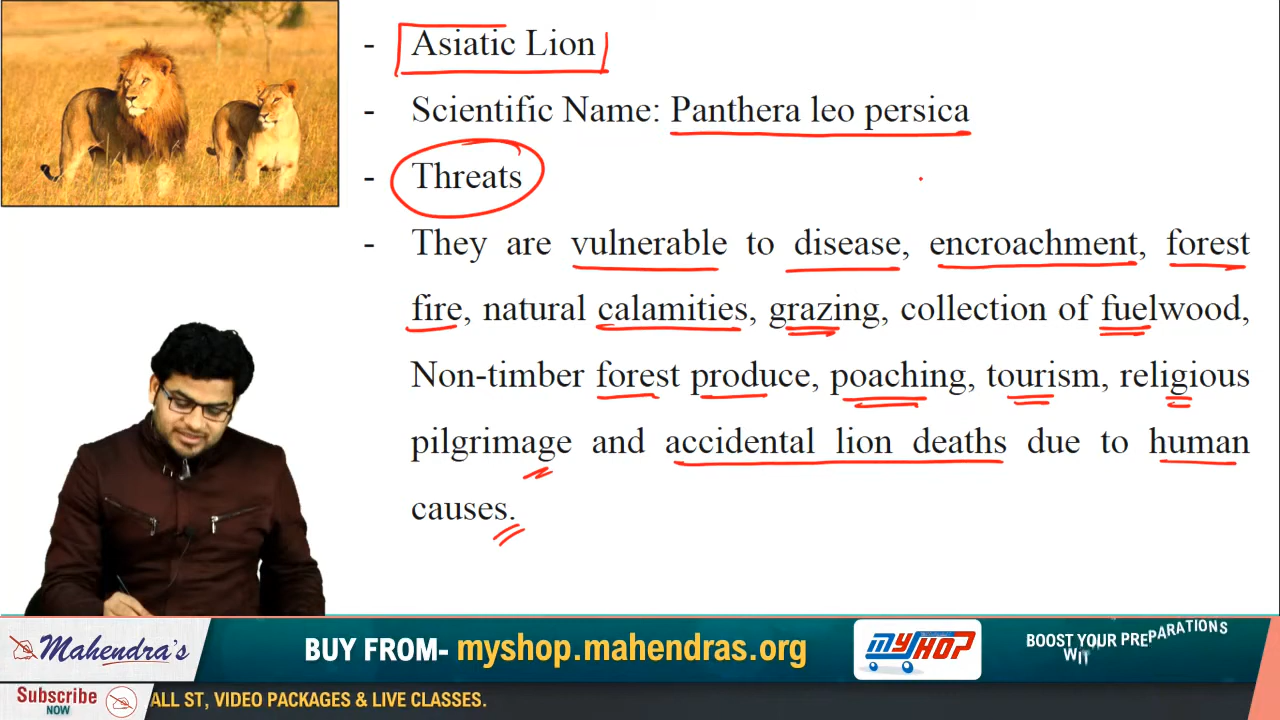 - Asiatic Lion
- Scientific Name: Panthera leo persica
- Threats
- They are vulnerable to disease, encroachment, forest
fire, natural calamities, grazing, collection of fuelwood,
Non-timber forest produce, poaching, tourism, religious
pilgrimage and accidental lion deaths due to human
causes.
Mahendra's
BUY FROM- myshop.mahendras.org
MYSHOP
BOOST YOUR PREPARATIONS
WIT
Subscribe
NOW
ALL ST, VIDEO PACKAGES & LIVE CLASSES.